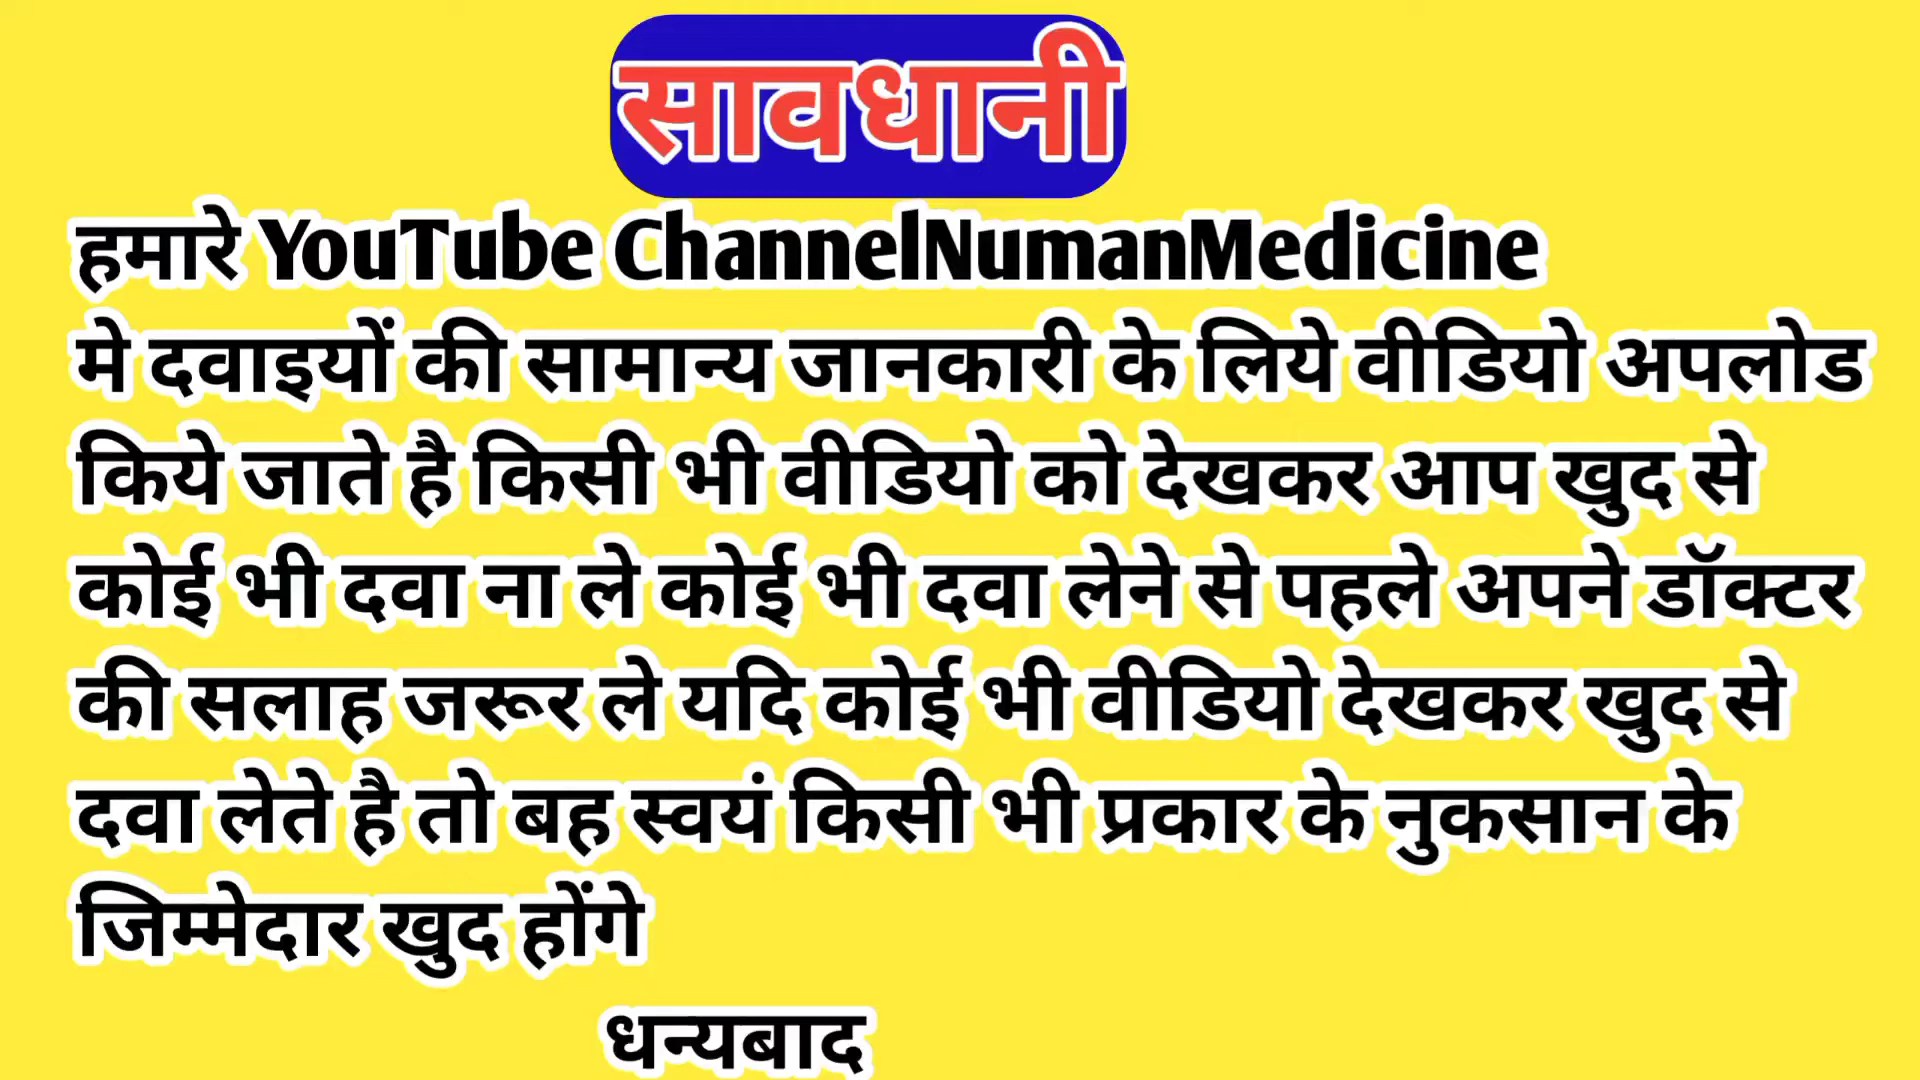 सावधानी
हमारे YouTube ChannelNumanMedicine
मे दवाइयों की सामान्य जानकारी के लिये वीडियो अपलोड
किये जाते है किसी भी वीडियो को देखकर आप खुद से
कोई भी दवा ना ले कोई भी दवा लेने से पहले अपने डॉक्टर
की सलाह जरूर ले यदि कोई भी वीडियो देखकर खुद से
दवा लेते है तो बह स्वयं किसी भी प्रकार के नुकसान के
जिम्मेदार खुद होंगे
धन्यबाद